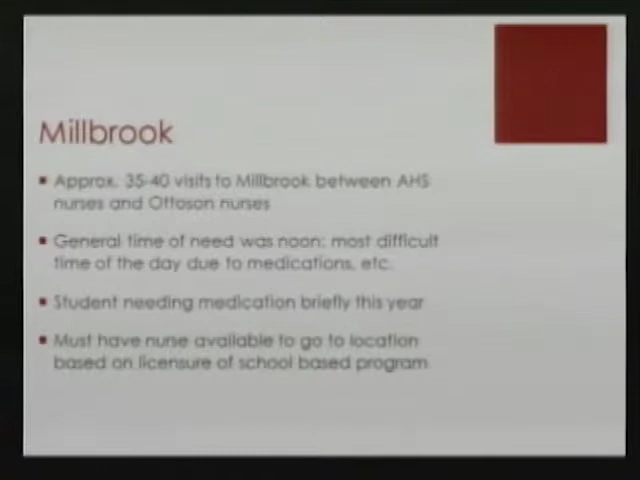 Millbrook
Approx. 35-40 visits to Millbrook between AHS
nurses and Ottoson nurses
General time of need was noon; most difficult
time of the day due to medications, etc.
Student needing medication briefly this year
Must have nurse available to go to location
based on licensure of school based program